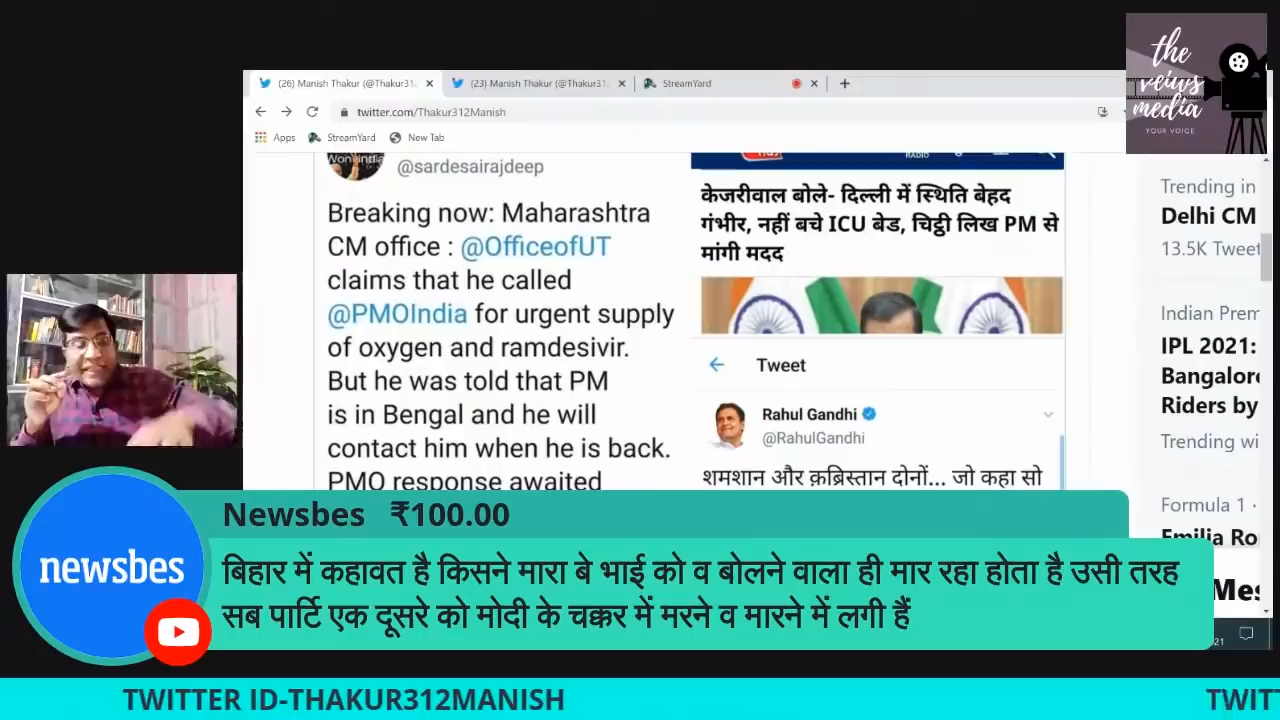 (26) Manish Thakur (@Thakur312
(23) Manish Thakur (@Thakur31
StreamYard
twitter.com/Thakur312Manish
Apps
StreamYard
New Tab
the
veiws
media
YOUR VOICE
@sardesairajdeep
Breaking now: Maharashtra
CM office : @OfficeofUT
claims that he called
@PMOIndia for urgent supply
of oxygen and ramdesivir.
But he was told that PM
is in Bengal and he will
contact him when he is back.
PMO response awaited
RADIO
केजरीवाल बोले- दिल्ली में स्थिति बेहद
गंभीर, नहीं बचे ICU बेड, चिट्ठी लिख PM से
मांगी मदद
Tweet
Rahul Gandhi
@RahulGandhi
शमशान और क़ब्रिस्तान दोनों... जो कहा सो
Trending in
Delhi CM
13.5K Tweet
Indian Prem
IPL 2021:
Bangalore
Riders by
Trending wi
Formula 1 ·
Emilia Ro
Mes
21
newsbes
Newsbes ₹100.00
बिहार में कहावत है किसने मारा बे भाई को व बोलने वाला ही मार रहा होता है उसी तरह
सब पार्टि एक दूसरे को मोदी के चक्कर में मरने व मारने में लगी हैं
TWITTER ID-THAKUR312MANISH
TWIT